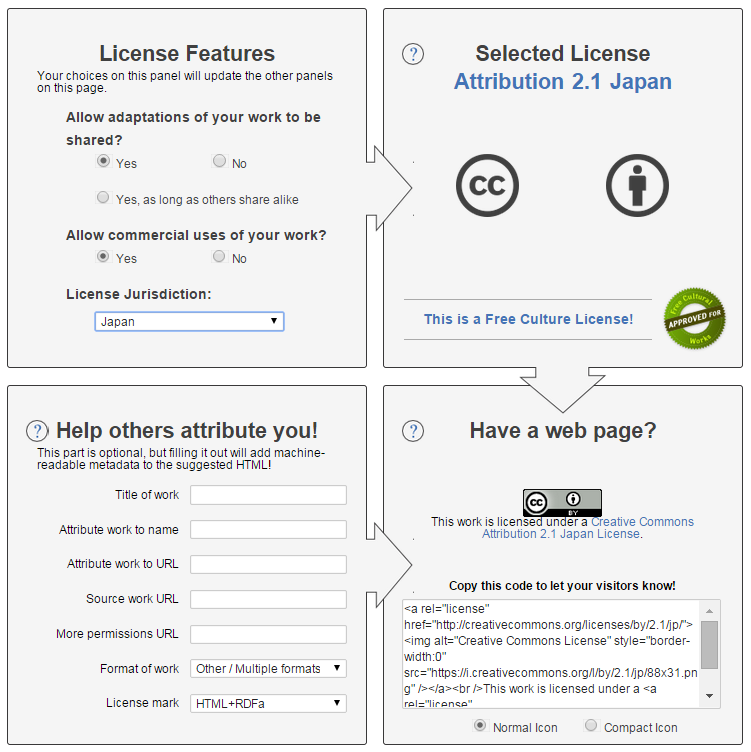 License Features
Your choices on this panel will update the other panels
on this page.
Allow adaptations of your work to be
shared?
Yes
No
Yes, as long as others share alike
Allow commercial uses of your work?
Yes
No
License Jurisdiction:
Japan
?
Selected License
Attribution 2.1 Japan
cc
This is a Free Culture License!
Free Cultural
APPROVED FOR
Works
?
Help others attribute you!
This part is optional, but filling it out will add machine-
readable metadata to the suggested HTML!
Title of work
Attribute work to name
Attribute work to URL
Source work URL
More permissions URL
Format of work
Other / Multiple formats
License mark
HTML+RDFa
?
Have a web page?
cc
BY
This work is licensed under a Creative Commons
Attribution 2.1 Japan License.
Copy this code to let your visitors know!
<a rel="license"
href="http://creativecommons.org/licenses/by/2.1/jp/">
<img alt="Creative Commons License" style="border-
width:0"
src="https://i.creativecommons.org/l/by/2.1/jp/88x31.pn
g" /></a><br />This work is licensed under a <a
rel="license"
Normal Icon
Compact Icon